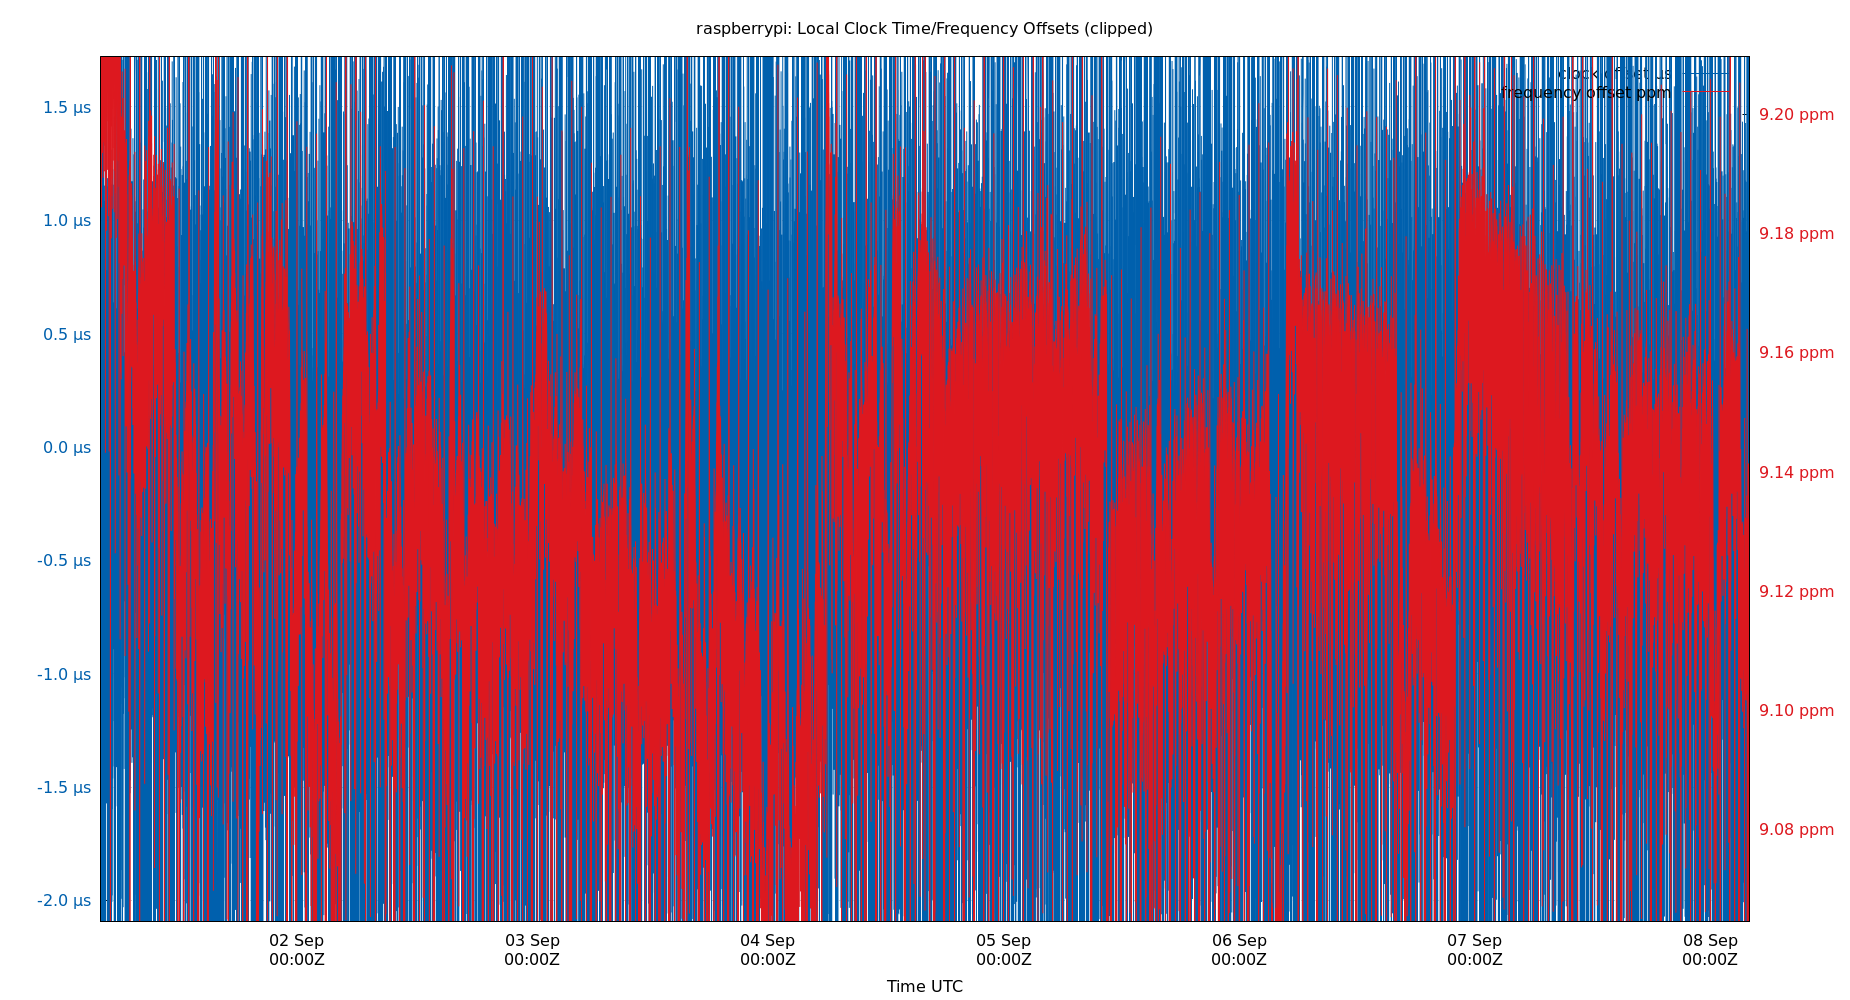 raspberrypi: Local Clock Time/Frequency Offsets (clipped)
clock offset us
frequency offset ppm
1.5 µs
1.0 µs
0.5 µs
0.0 µs
-0.5 µs
-1.0 µs
-1.5 µs
-2.0 µs
9.20 ppm
9.18 ppm
9.16 ppm
9.14 ppm
9.12 ppm
9.10 ppm
9.08 ppm
02 Sep
00:00Z
03 Sep
00:00Z
04 Sep
00:00Z
05 Sep
00:00Z
06 Sep
00:00Z
07 Sep
00:00Z
08 Sep
00:00Z
Time UTC